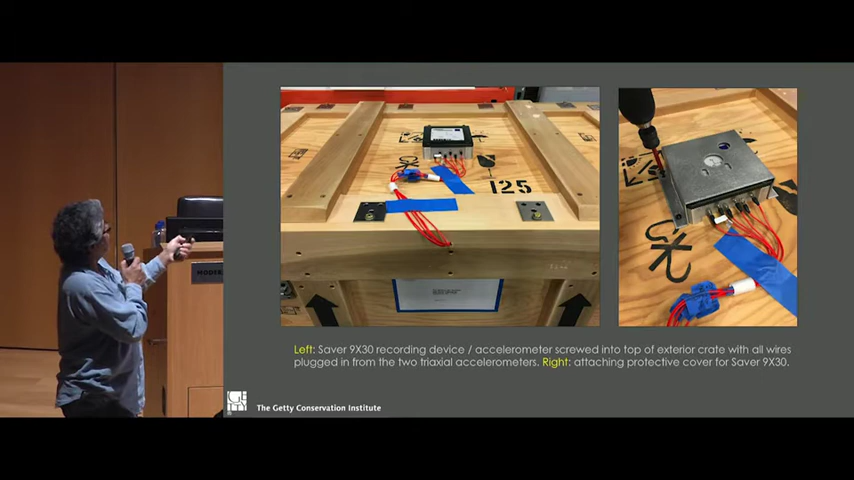 125
Left: Saver 9X30 recording device / accelerometer screwed into top of exterior crate with all wires
plugged in from the two triaxial accelerometers. Right: attaching protective cover for Saver 9X30.
The Getty Conservation Institute